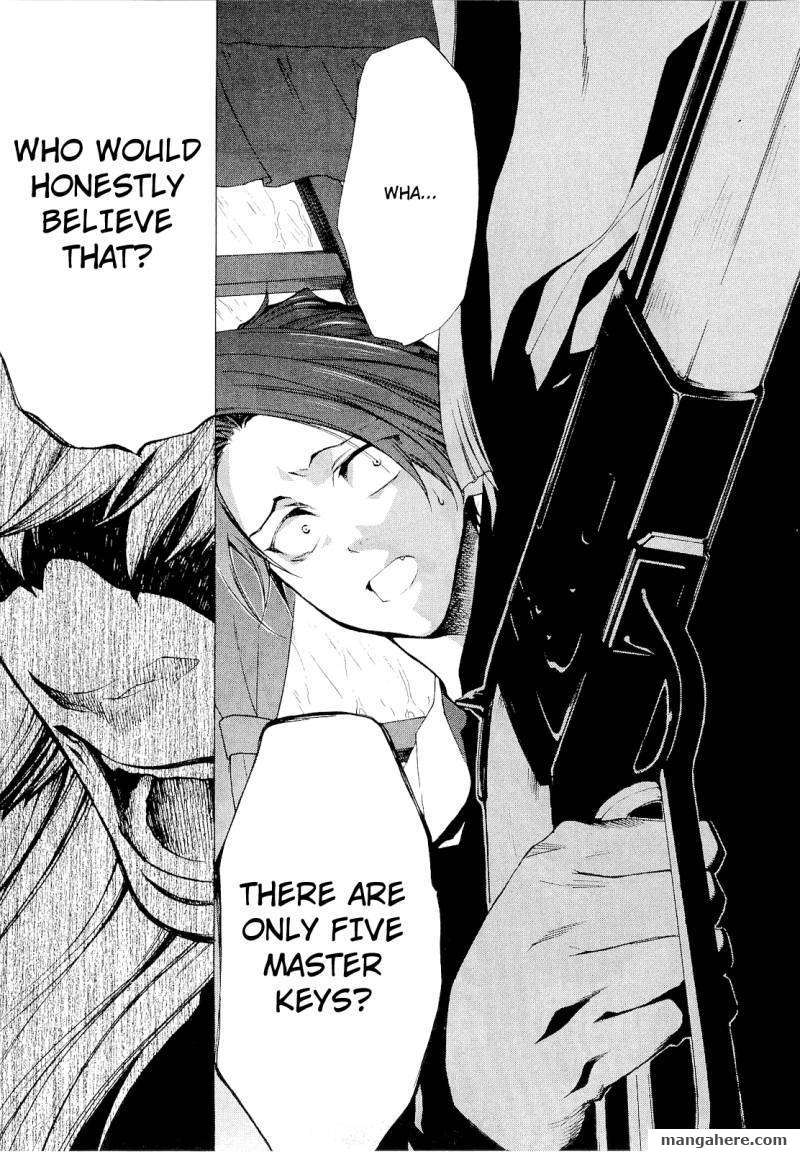 WHA...
THERE ARE
ONLY FIVE
MASTER
KEYS?
WHO WOULD
HONESTLY
BELIEVE
THAT?
mangahere.com